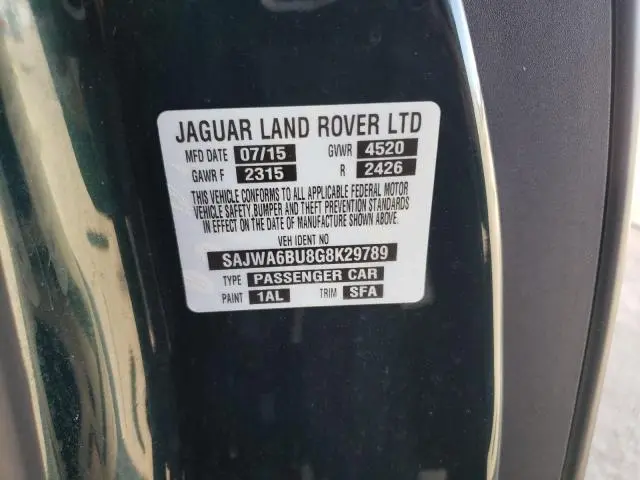 JAGUAR LAND ROVER LTD
MFD DATE 07/15 GVWR 4520
GAWR F 2315 R 2426
THIS VEHICLE CONFORMS TO ALL APPLICABLE FEDERAL MOTOR
VEHICLE SAFETY,BUMPER AND THEFT PREVENTION STANDARDS
IN EFFECT ON THE DATE OF MANUFACTURE SHOWN ABOVE.
VEH IDENT NO
SAJWA6BU8G8K29789
TYPE PASSENGER CAR
PAINT 1AL TRIM SFA